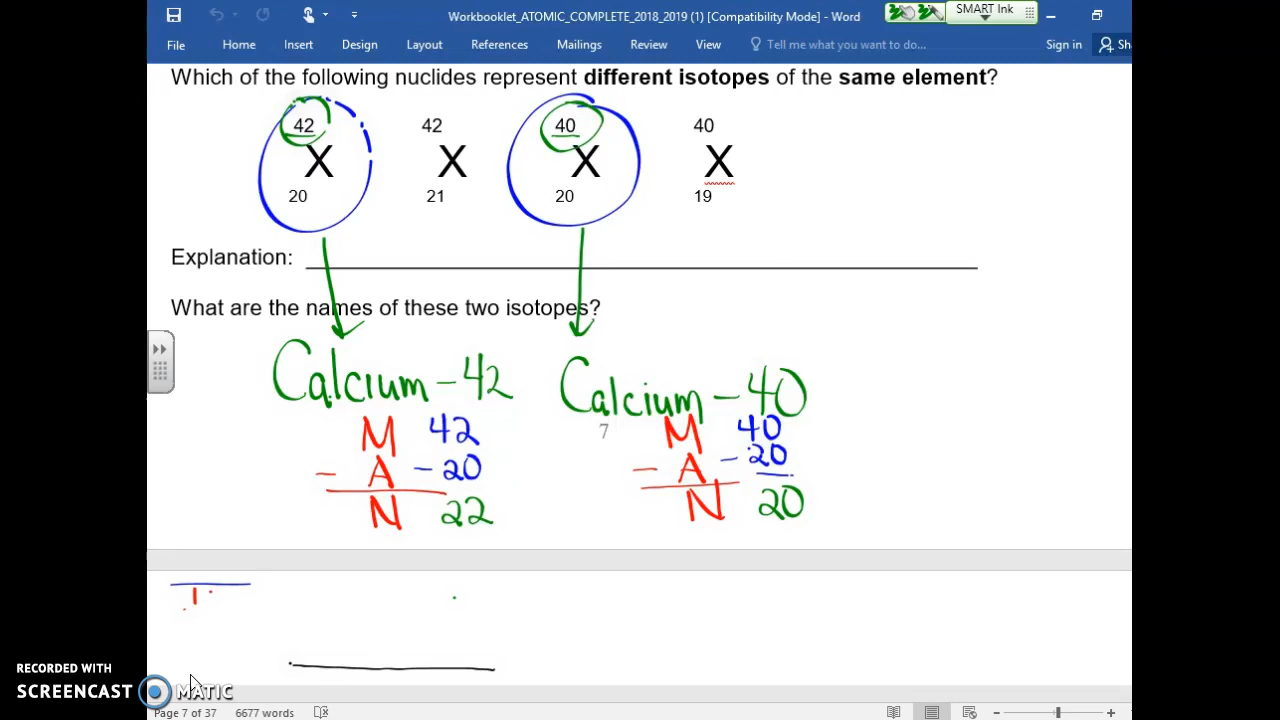 Workbooklet_ATOMIC_COMPLETE_2018_2019 (1) [Compatibility Mode] - Word
SMART Ink
File Home Insert Design Layout References Mailings Review View Tell me what you want to do... Sign in Sh
Which of the following nuclides represent different isotopes of the same element?
42 42 40 40
X X X X
20 21 20 19
Explanation:
What are the names of these two isotopes?
Calcium - 42 Calcium - 40
7
M 42 M 40
- A - 20 - A - 20
N 22 N 20
RECORDED WITH
SCREENCAST MATIC
Page 7 of 37 6677 words